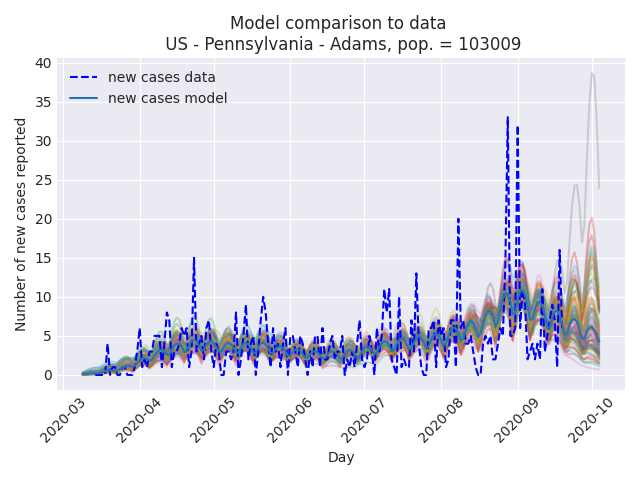 Model comparison to data
US - Pennsylvania - Adams, pop. = 103009
40
35
30
25
20
15
10
5
0
Number of new cases reported
new cases data
new cases model
2020-03
2020-04
2020-05
2020-06
2020-07
2020-08
2020-09
2020-10
Day